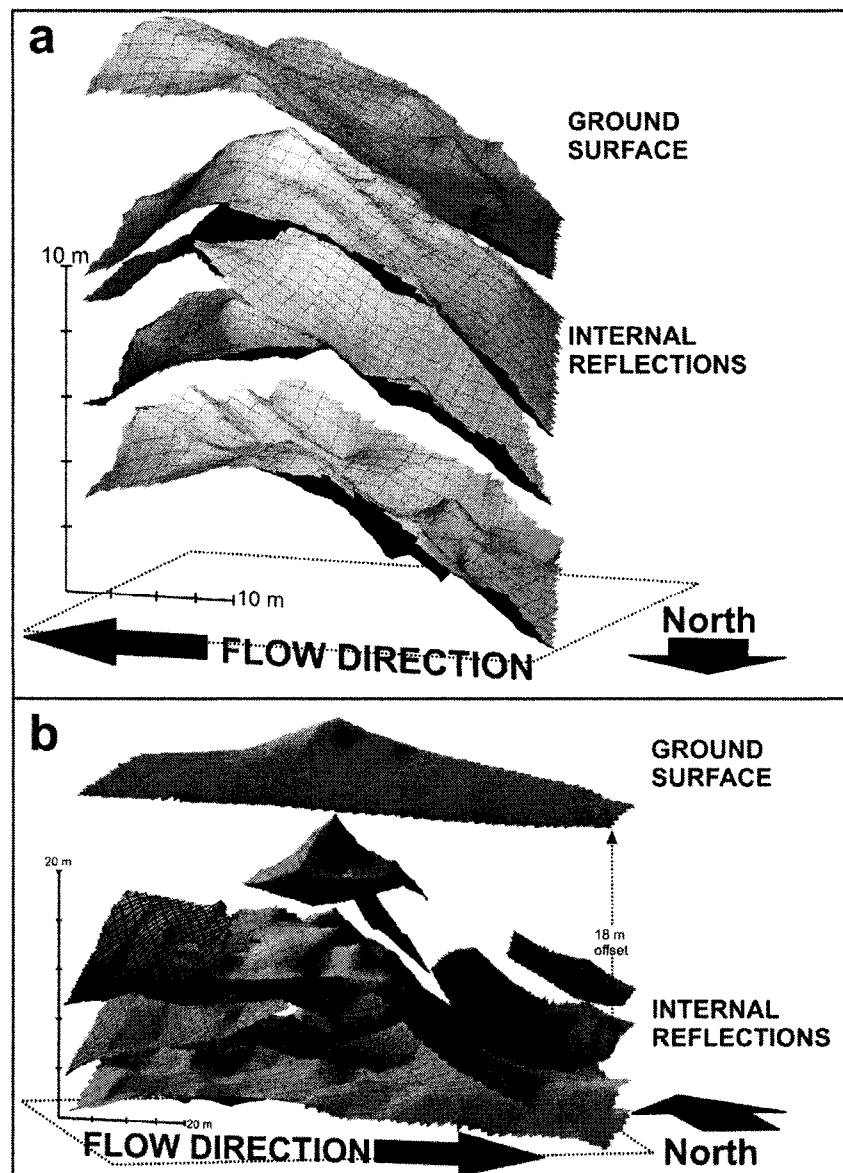 a
GROUND
SURFACE
10 m
INTERNAL
REFLECTIONS
10 m
North
FLOW DIRECTION
b
GROUND
SURFACE
20 m
18 m
offset
INTERNAL
REFLECTIONS
20 m
FLOW DIRECTION
North